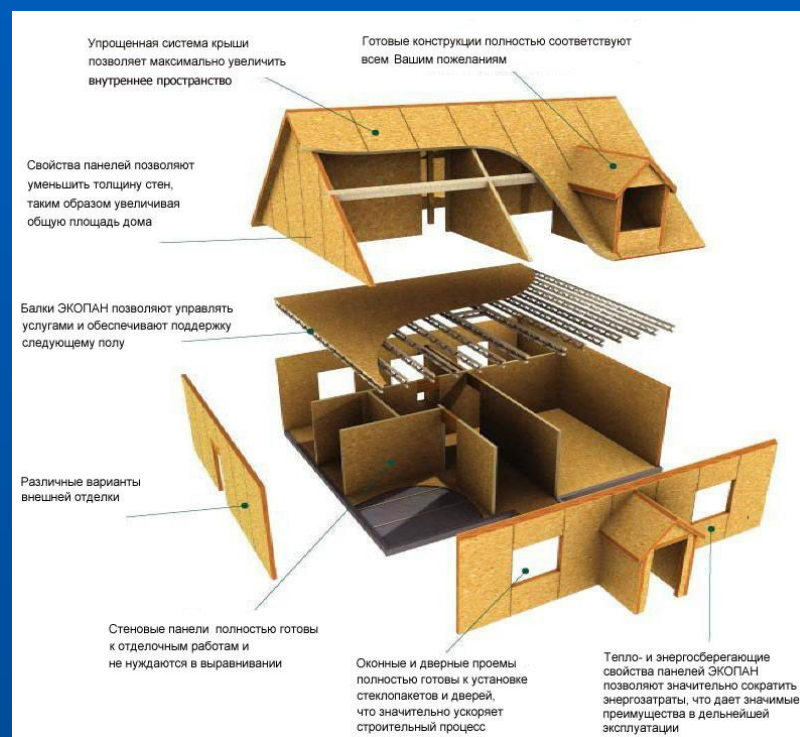 Упрощенная система крыши
позволяет максимально увеличить
внутреннее пространство
Готовые конструкции полностью соответствуют
всем Вашим пожеланиям
Свойства панелей позволяют
уменьшить толщину стен,
таким образом увеличивая
общую площадь дома
Балки ЭКОПАН позволяют управлять
услугами и обеспечивают поддержку
следующему полу
Различные варианты
внешней отделки
Стеновые панели полностью готовы
к отделочным работам и
не нуждаются в выравнивании
Оконные и дверные проемы
полностью готовы к установке
стеклопакетов и дверей,
что значительно ускоряет
строительный процесс
Тепло- и энергосберегающие
свойства панелей ЭКОПАН
позволяют значительно сократить
энергозатраты, что дает значимые
преимущества в дальнейшей
эксплуатации